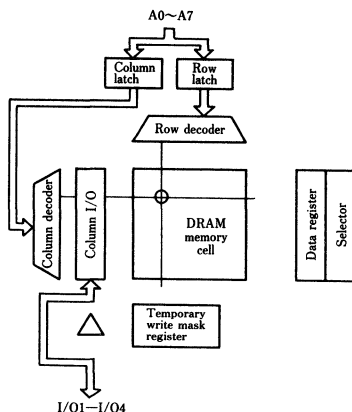 A0～A7
Column
latch
Row
latch
Row decoder
Column decoder
Column I/O
DRAM
memory
cell
Data register
Selector
Temporary
write mask
register
I/O1—I/O4